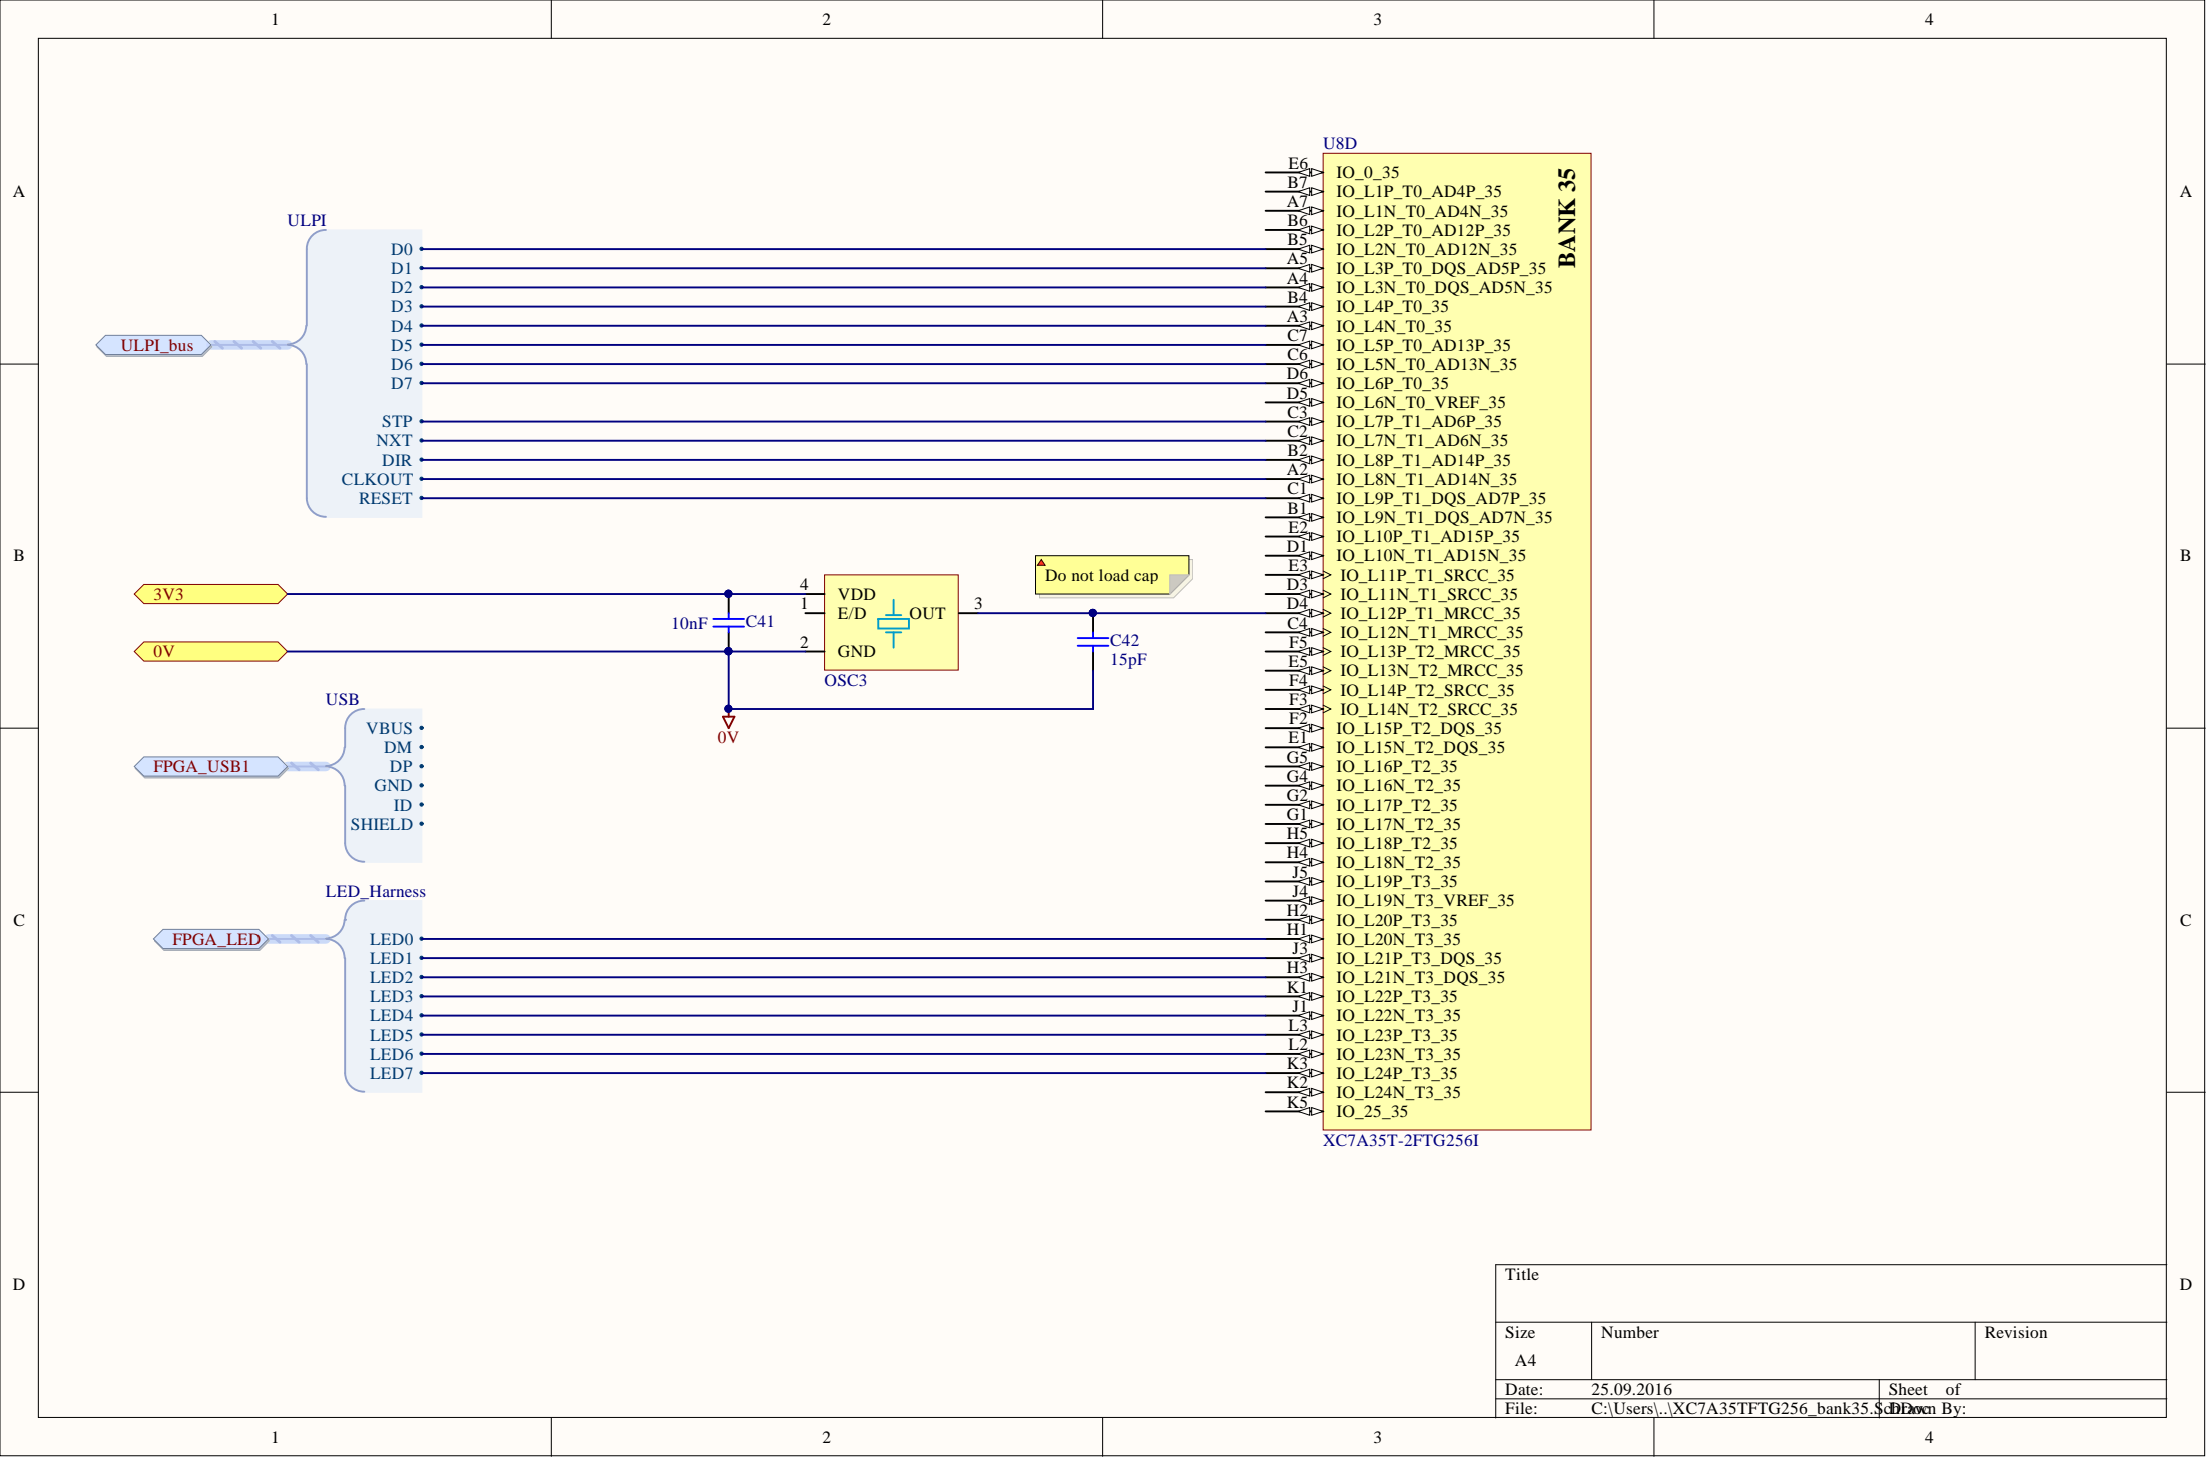 1 2 3 4
A A
B B
C C
D D
1 2 3 4
ULPI
ULPI_bus
D0
D1
D2
D3
D4
D5
D6
D7
STP
NXT
DIR
CLKOUT
RESET
3V3
0V
10nF C41
4 VDD
1 E/D OUT 3
2 GND
OSC3
Do not load cap
C42
15pF
0V
USB
FPGA_USB1
VBUS
DM
DP
GND
ID
SHIELD
LED_Harness
FPGA_LED
LED0
LED1
LED2
LED3
LED4
LED5
LED6
LED7
U8D
BANK 35
E6 IO_0_35
B7 IO_L1P_T0_AD4P_35
A7 IO_L1N_T0_AD4N_35
B6 IO_L2P_T0_AD12P_35
B5 IO_L2N_T0_AD12N_35
A5 IO_L3P_T0_DQS_AD5P_35
A4 IO_L3N_T0_DQS_AD5N_35
B4 IO_L4P_T0_35
A3 IO_L4N_T0_35
C7 IO_L5P_T0_AD13P_35
C6 IO_L5N_T0_AD13N_35
D6 IO_L6P_T0_35
D5 IO_L6N_T0_VREF_35
C3 IO_L7P_T1_AD6P_35
C2 IO_L7N_T1_AD6N_35
B2 IO_L8P_T1_AD14P_35
A2 IO_L8N_T1_AD14N_35
C1 IO_L9P_T1_DQS_AD7P_35
B1 IO_L9N_T1_DQS_AD7N_35
E2 IO_L10P_T1_AD15P_35
D1 IO_L10N_T1_AD15N_35
E3 IO_L11P_T1_SRCC_35
D3 IO_L11N_T1_SRCC_35
D4 IO_L12P_T1_MRCC_35
C4 IO_L12N_T1_MRCC_35
F5 IO_L13P_T2_MRCC_35
E5 IO_L13N_T2_MRCC_35
F4 IO_L14P_T2_SRCC_35
F3 IO_L14N_T2_SRCC_35
F2 IO_L15P_T2_DQS_35
E1 IO_L15N_T2_DQS_35
G5 IO_L16P_T2_35
G4 IO_L16N_T2_35
G2 IO_L17P_T2_35
G1 IO_L17N_T2_35
H5 IO_L18P_T2_35
H4 IO_L18N_T2_35
J5 IO_L19P_T3_35
J4 IO_L19N_T3_VREF_35
H2 IO_L20P_T3_35
H1 IO_L20N_T3_35
J3 IO_L21P_T3_DQS_35
H3 IO_L21N_T3_DQS_35
K1 IO_L22P_T3_35
J1 IO_L22N_T3_35
L3 IO_L23P_T3_35
L2 IO_L23N_T3_35
K3 IO_L24P_T3_35
K2 IO_L24N_T3_35
K5 IO_25_35
XC7A35T-2FTG256I
Title
Size Number Revision
A4
Date: 25.09.2016 Sheet of
File: C:\Users\..\XC7A35TFTG256_bank35.SchDoc Drawn By: